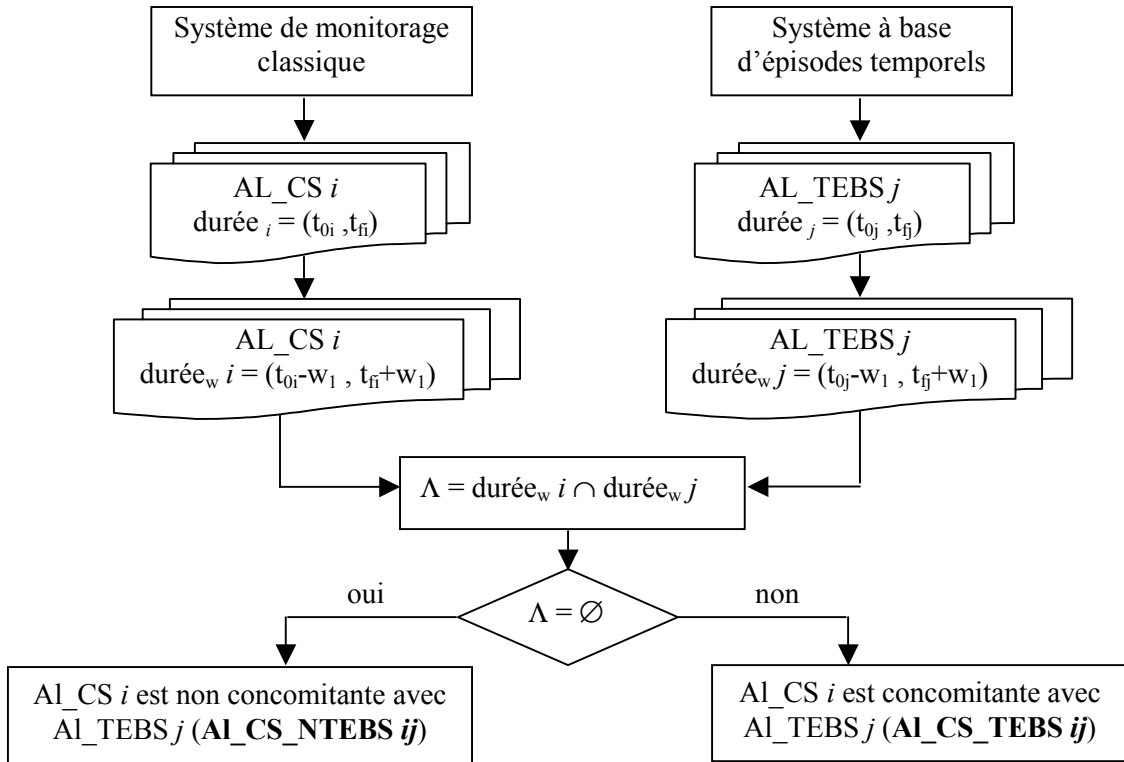 Système de monitorage
classique
Système à base
d'épisodes temporels
AL_CS i
durée i = (t0i ,tfi)
AL_TEBS j
durée j = (t0j ,tfj)
AL_CS i
duréew i = (t0i-w1 , tfi+w1)
AL_TEBS j
duréew j = (t0j-w1 , tfj+w1)
Λ = duréew i ∩ duréew j
oui
Λ = ∅
non
Al_CS i est non concomitante avec
Al_TEBS j (Al_CS_NTEBS ij)
Al_CS i est concomitante avec
Al_TEBS j (Al_CS_TEBS ij)